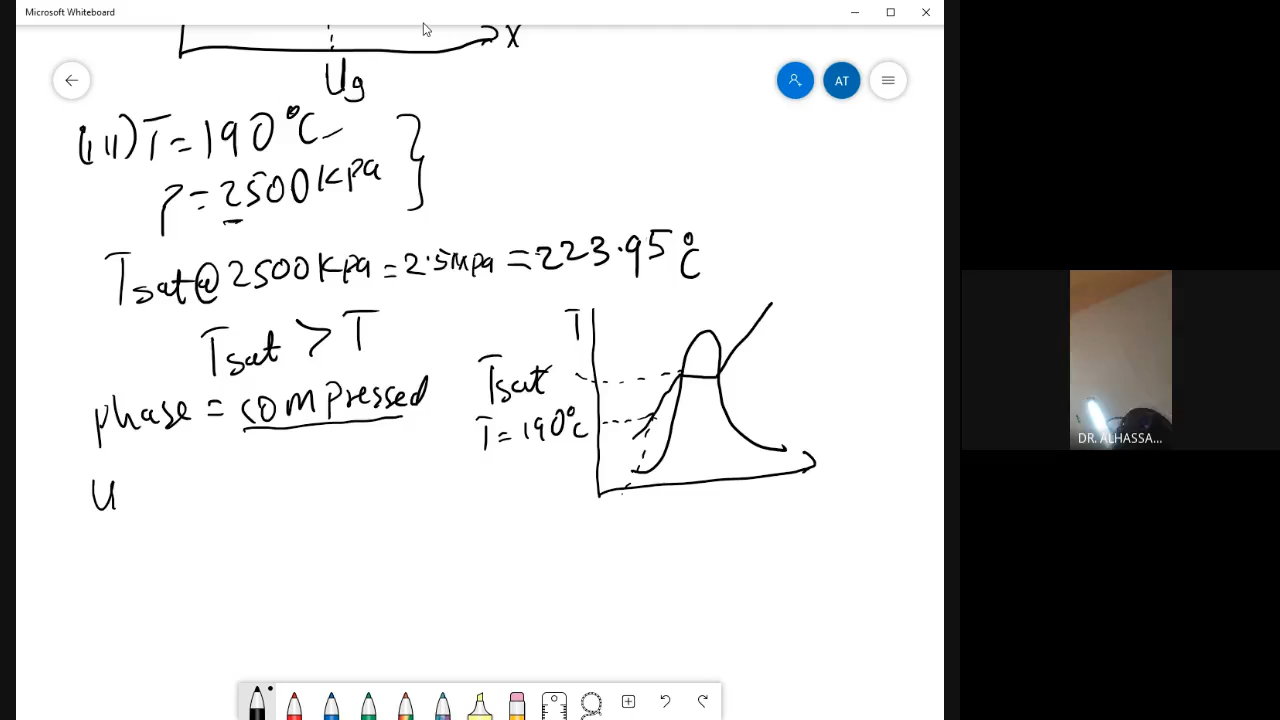 Microsoft Whiteboard
x
Ug
AT
(iii) T = 190°C
P = 2500 kpa
Tsat@ 2500 kpa = 2.5 Mpa = 223.95°C
Tsat > T
T
Tsat
phase = compressed
T = 190°C
U
DR. ALHASSA...